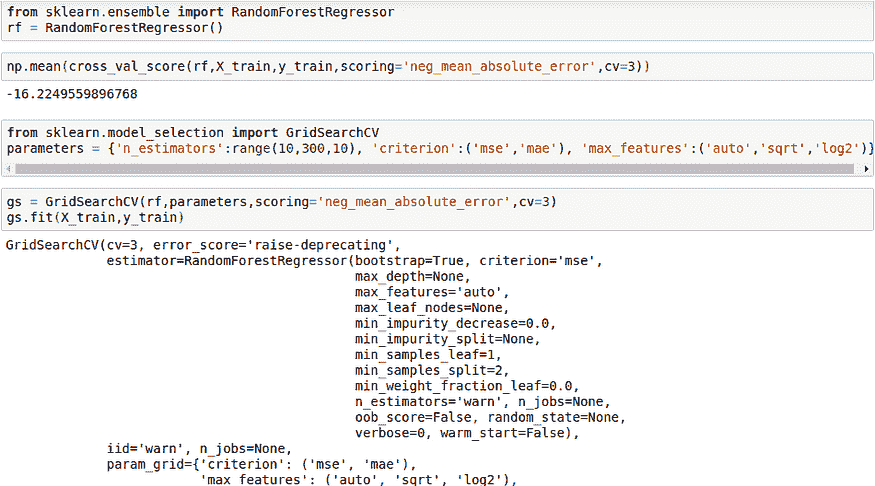 from sklearn.ensemble import RandomForestRegressor
rf = RandomForestRegressor()
np.mean(cross_val_score(rf,X_train,y_train,scoring='neg_mean_absolute_error',cv=3))
-16.2249559896768
from sklearn.model_selection import GridSearchCV
parameters = {'n_estimators':range(10,300,10), 'criterion':('mse','mae'), 'max_features':('auto','sqrt','log2')}
gs = GridSearchCV(rf,parameters,scoring='neg_mean_absolute_error',cv=3)
gs.fit(X_train,y_train)
GridSearchCV(cv=3, error_score='raise-deprecating',
estimator=RandomForestRegressor(bootstrap=True, criterion='mse',
max_depth=None,
max_features='auto',
max_leaf_nodes=None,
min_impurity_decrease=0.0,
min_impurity_split=None,
min_samples_leaf=1,
min_samples_split=2,
min_weight_fraction_leaf=0.0,
n_estimators='warn', n_jobs=None,
oob_score=False, random_state=None,
verbose=0, warm_start=False),
iid='warn', n_jobs=None,
param_grid={'criterion': ('mse', 'mae'),
'max_features': ('auto', 'sqrt', 'log2'),